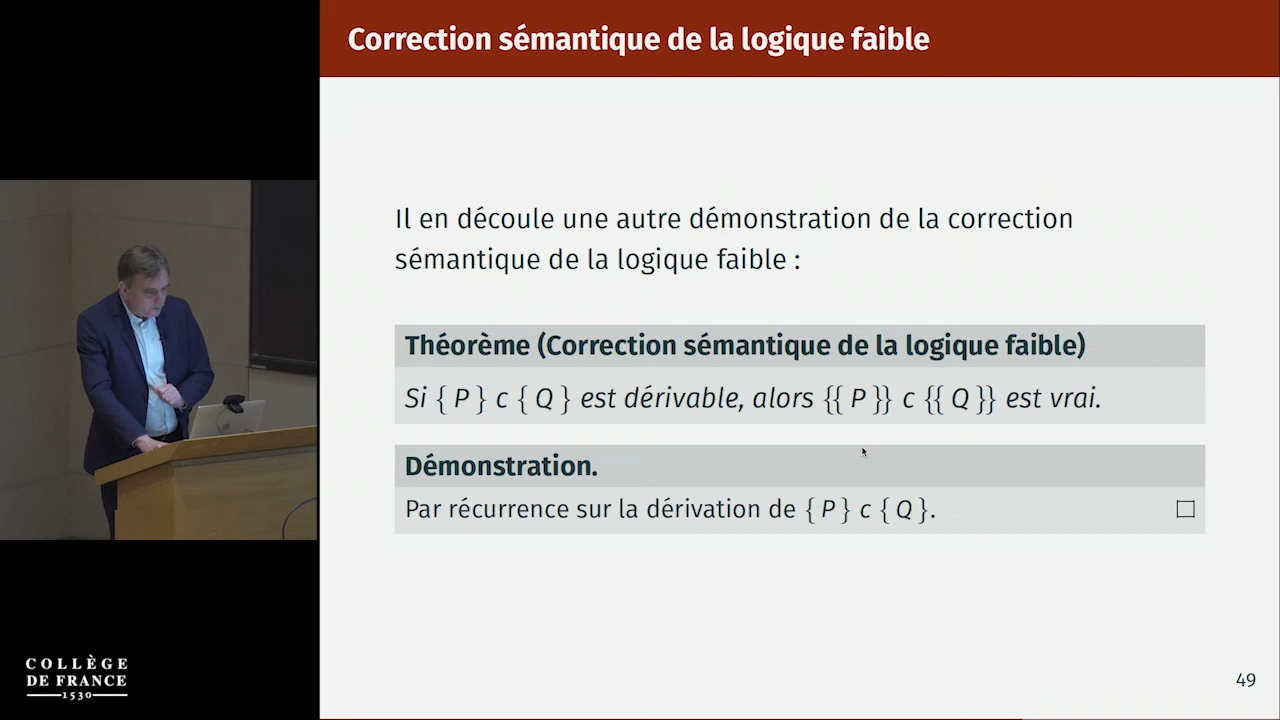 Correction sémantique de la logique faible
Il en découle une autre démonstration de la correction
sémantique de la logique faible :
Théorème (Correction sémantique de la logique faible)
Si { P } c { Q } est dérivable, alors {{ P }} c {{ Q }} est vrai.
Démonstration.
Par récurrence sur la dérivation de { P } c { Q }.
COLLÈGE
DE FRANCE
1530
49